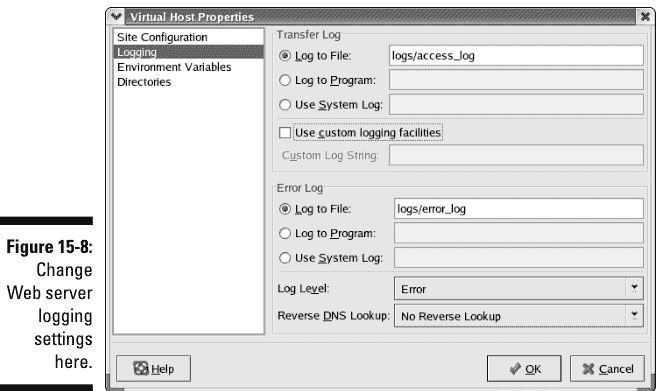 Virtual Host Properties
Site Configuration
Logging
Environment Variables
Directories
Transfer Log
Log to File: logs/access_log
Log to Program:
Use System Log:
Use custom logging facilities
Custom Log String:
Error Log
Log to File: logs/error_log
Log to Program:
Use System Log:
Log Level: Error
Reverse DNS Lookup: No Reverse Lookup
Help
OK
Cancel
Figure 15-8:
Change
Web server
logging
settings
here.